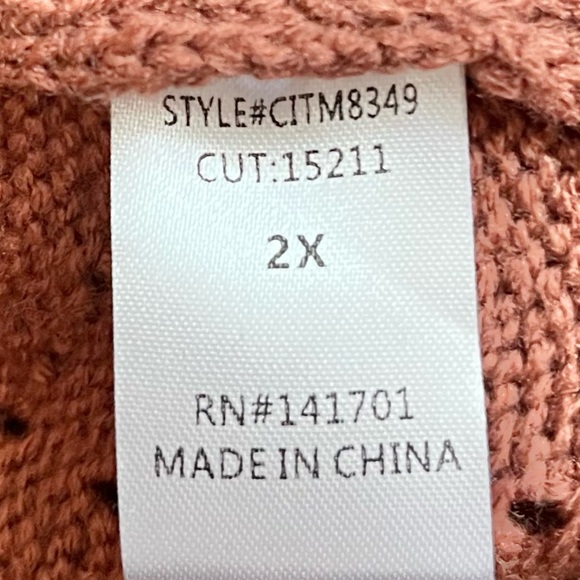 STYLE#CITM8349
CUT:15211
2X
RN#141701
MADE IN CHINA